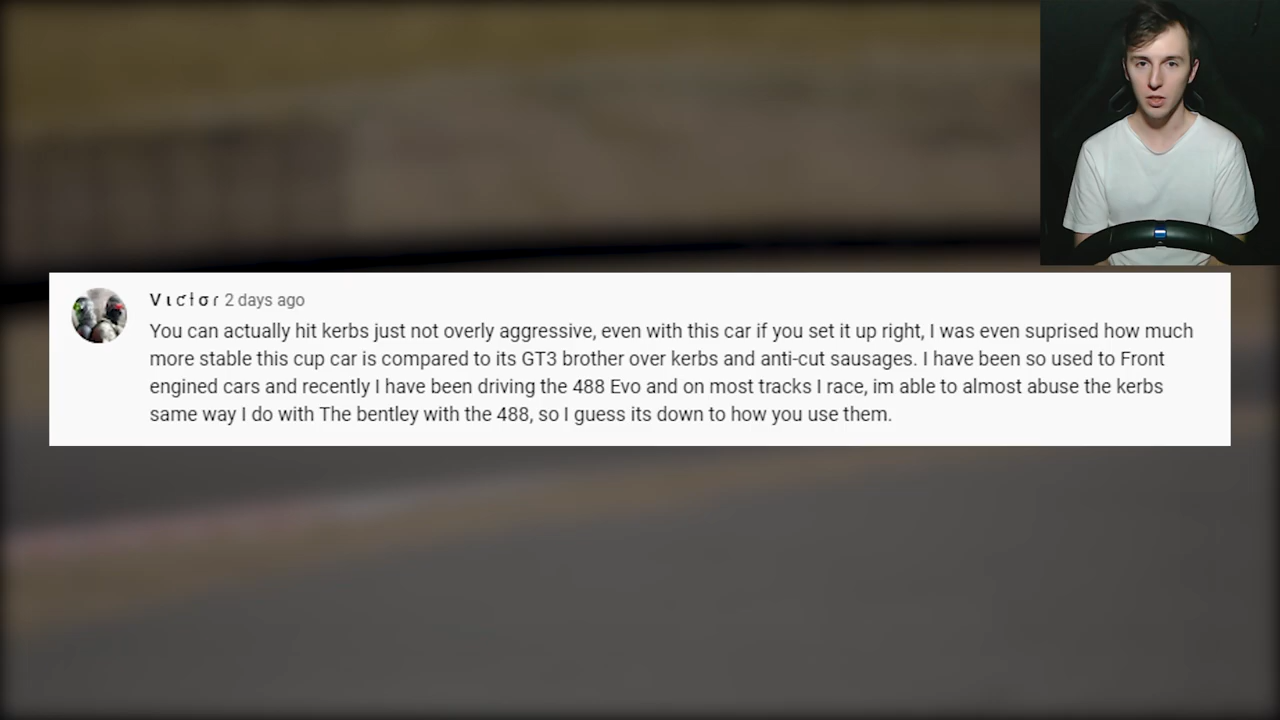 Vιƈƚσɾ 2 days ago
You can actually hit kerbs just not overly aggressive, even with this car if you set it up right, I was even suprised how much
more stable this cup car is compared to its GT3 brother over kerbs and anti-cut sausages. I have been so used to Front
engined cars and recently I have been driving the 488 Evo and on most tracks I race, im able to almost abuse the kerbs
same way I do with The bentley with the 488, so I guess its down to how you use them.